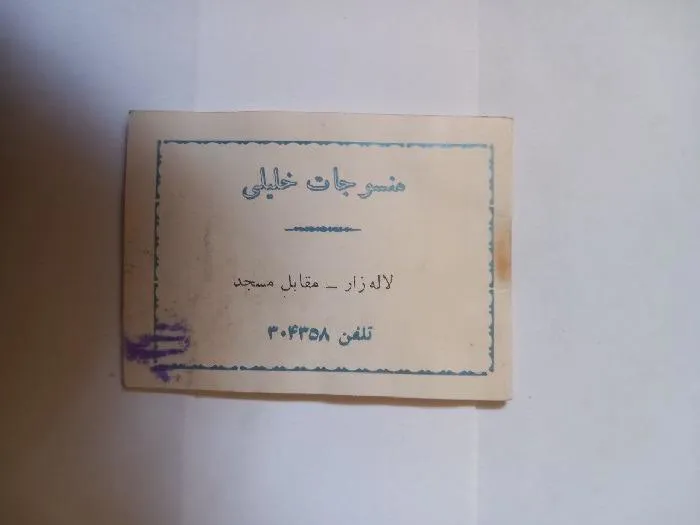 منسوجات خلیلی
لاله زار - مقابل مسجد
تلفن ۳۰۴۳۵۸